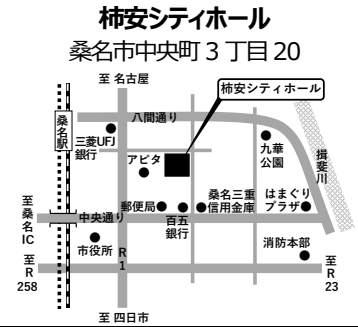 柿安シティホール
桑名市中央町3丁目20
至 名古屋
柿安シティホール
八間通り
桑名駅
三菱UFJ
銀行
九華
公園
揖斐川
アピタ
至桑名IC
中央通り
郵便局
百五
銀行
桑名三重
信用金庫
はまぐり
プラザ
市役所
R
1
消防本部
至
R
258
至
R
23
至 四日市